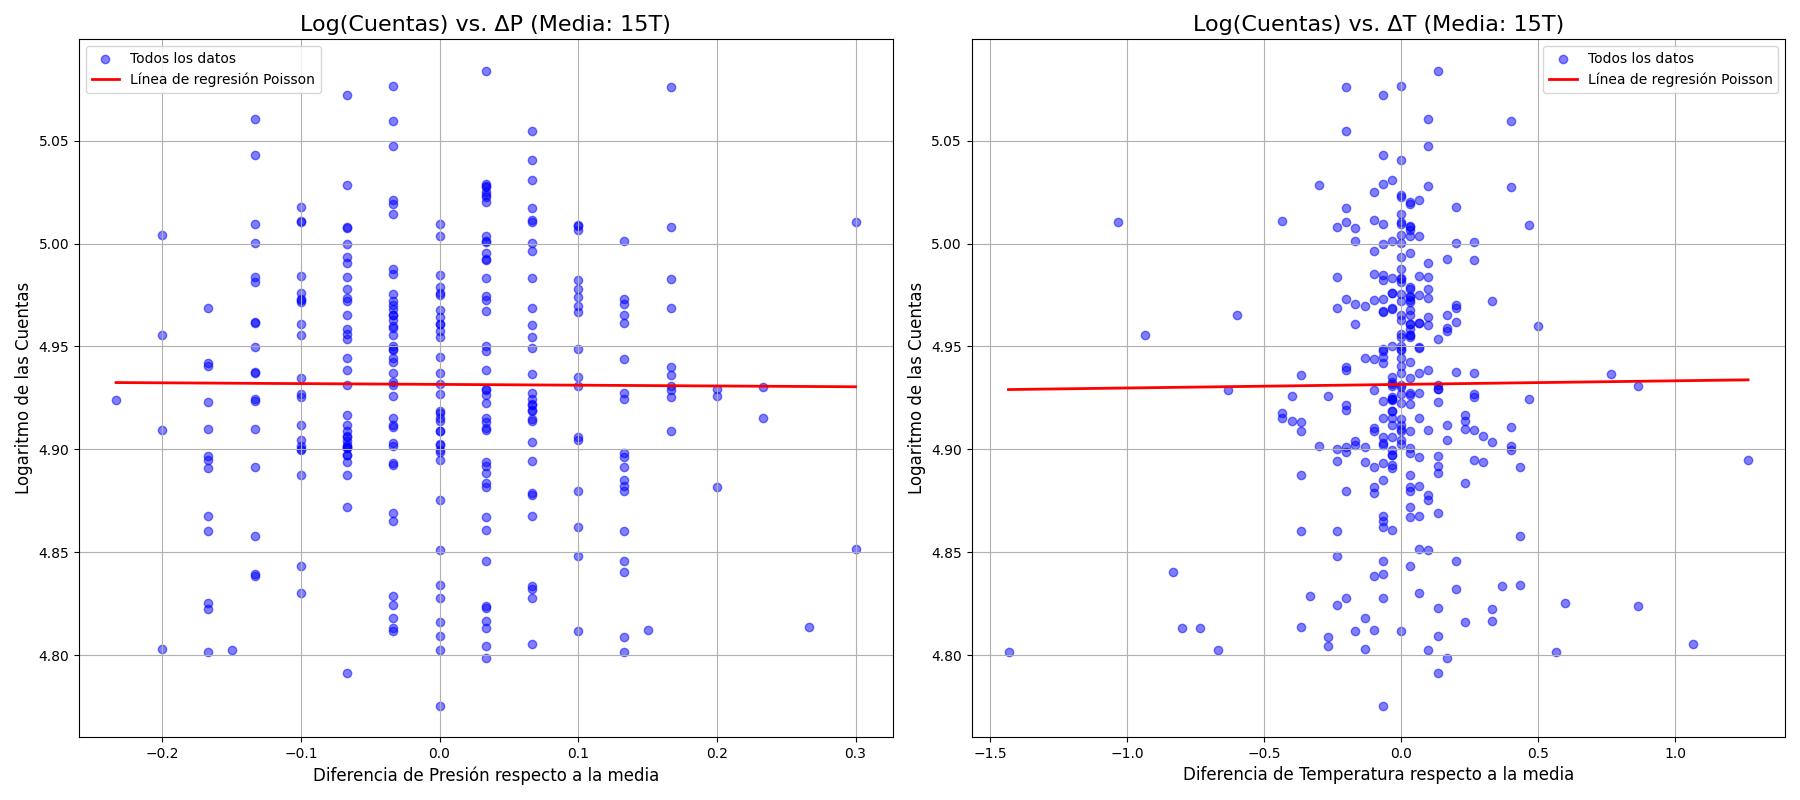 Log(Cuentas) vs. ΔP (Media: 15T)
Todos los datos
Línea de regresión Poisson
Logaritmo de las Cuentas
5.05
5.00
4.95
4.90
4.85
4.80
−0.2
−0.1
0.0
0.1
0.2
0.3
Diferencia de Presión respecto a la media
Log(Cuentas) vs. ΔT (Media: 15T)
Todos los datos
Línea de regresión Poisson
Logaritmo de las Cuentas
5.05
5.00
4.95
4.90
4.85
4.80
−1.5
−1.0
−0.5
0.0
0.5
1.0
Diferencia de Temperatura respecto a la media